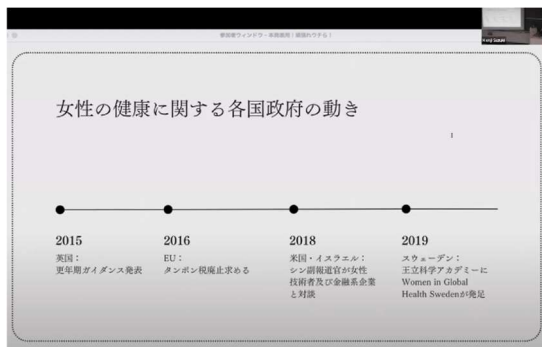 女性の健康に関する各国政府の動き
2015
英国：
更年期ガイダンス発表
2016
EU：
タンポン税廃止求める
2018
米国・イスラエル：
シン副報道官が女性
技術者及び金融系企業
と対談
2019
スウェーデン：
王立科学アカデミーに
Women in Global
Health Swedenが発足